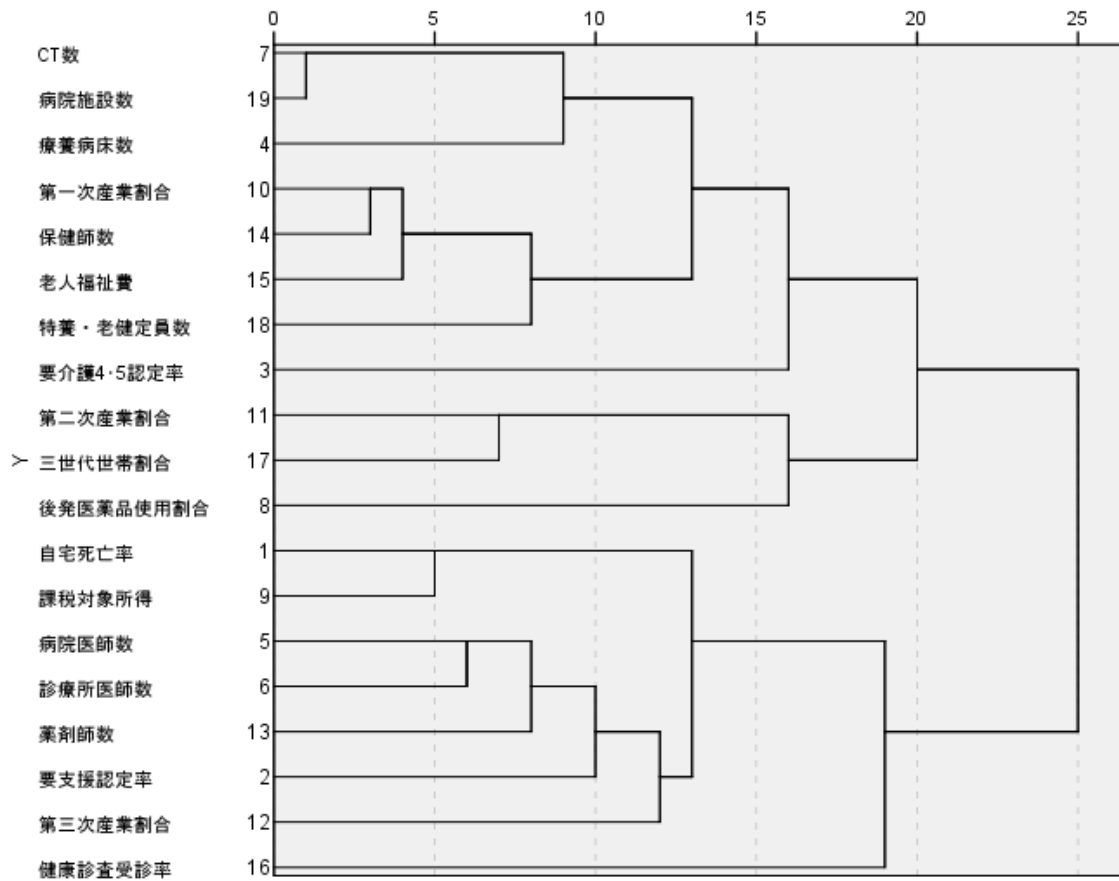 0 5 10 15 20 25
CT数 7
病院施設数 19
療養病床数 4
第一次産業割合 10
保健師数 14
老人福祉費 15
特養・老健定員数 18
要介護4・5認定率 3
第二次産業割合 11
Y
三世代世帯割合 17
後発医薬品使用割合 8
自宅死亡率 1
課税対象所得 9
病院医師数 5
診療所医師数 6
薬剤師数 13
要支援認定率 2
第三次産業割合 12
健康診査受診率 16